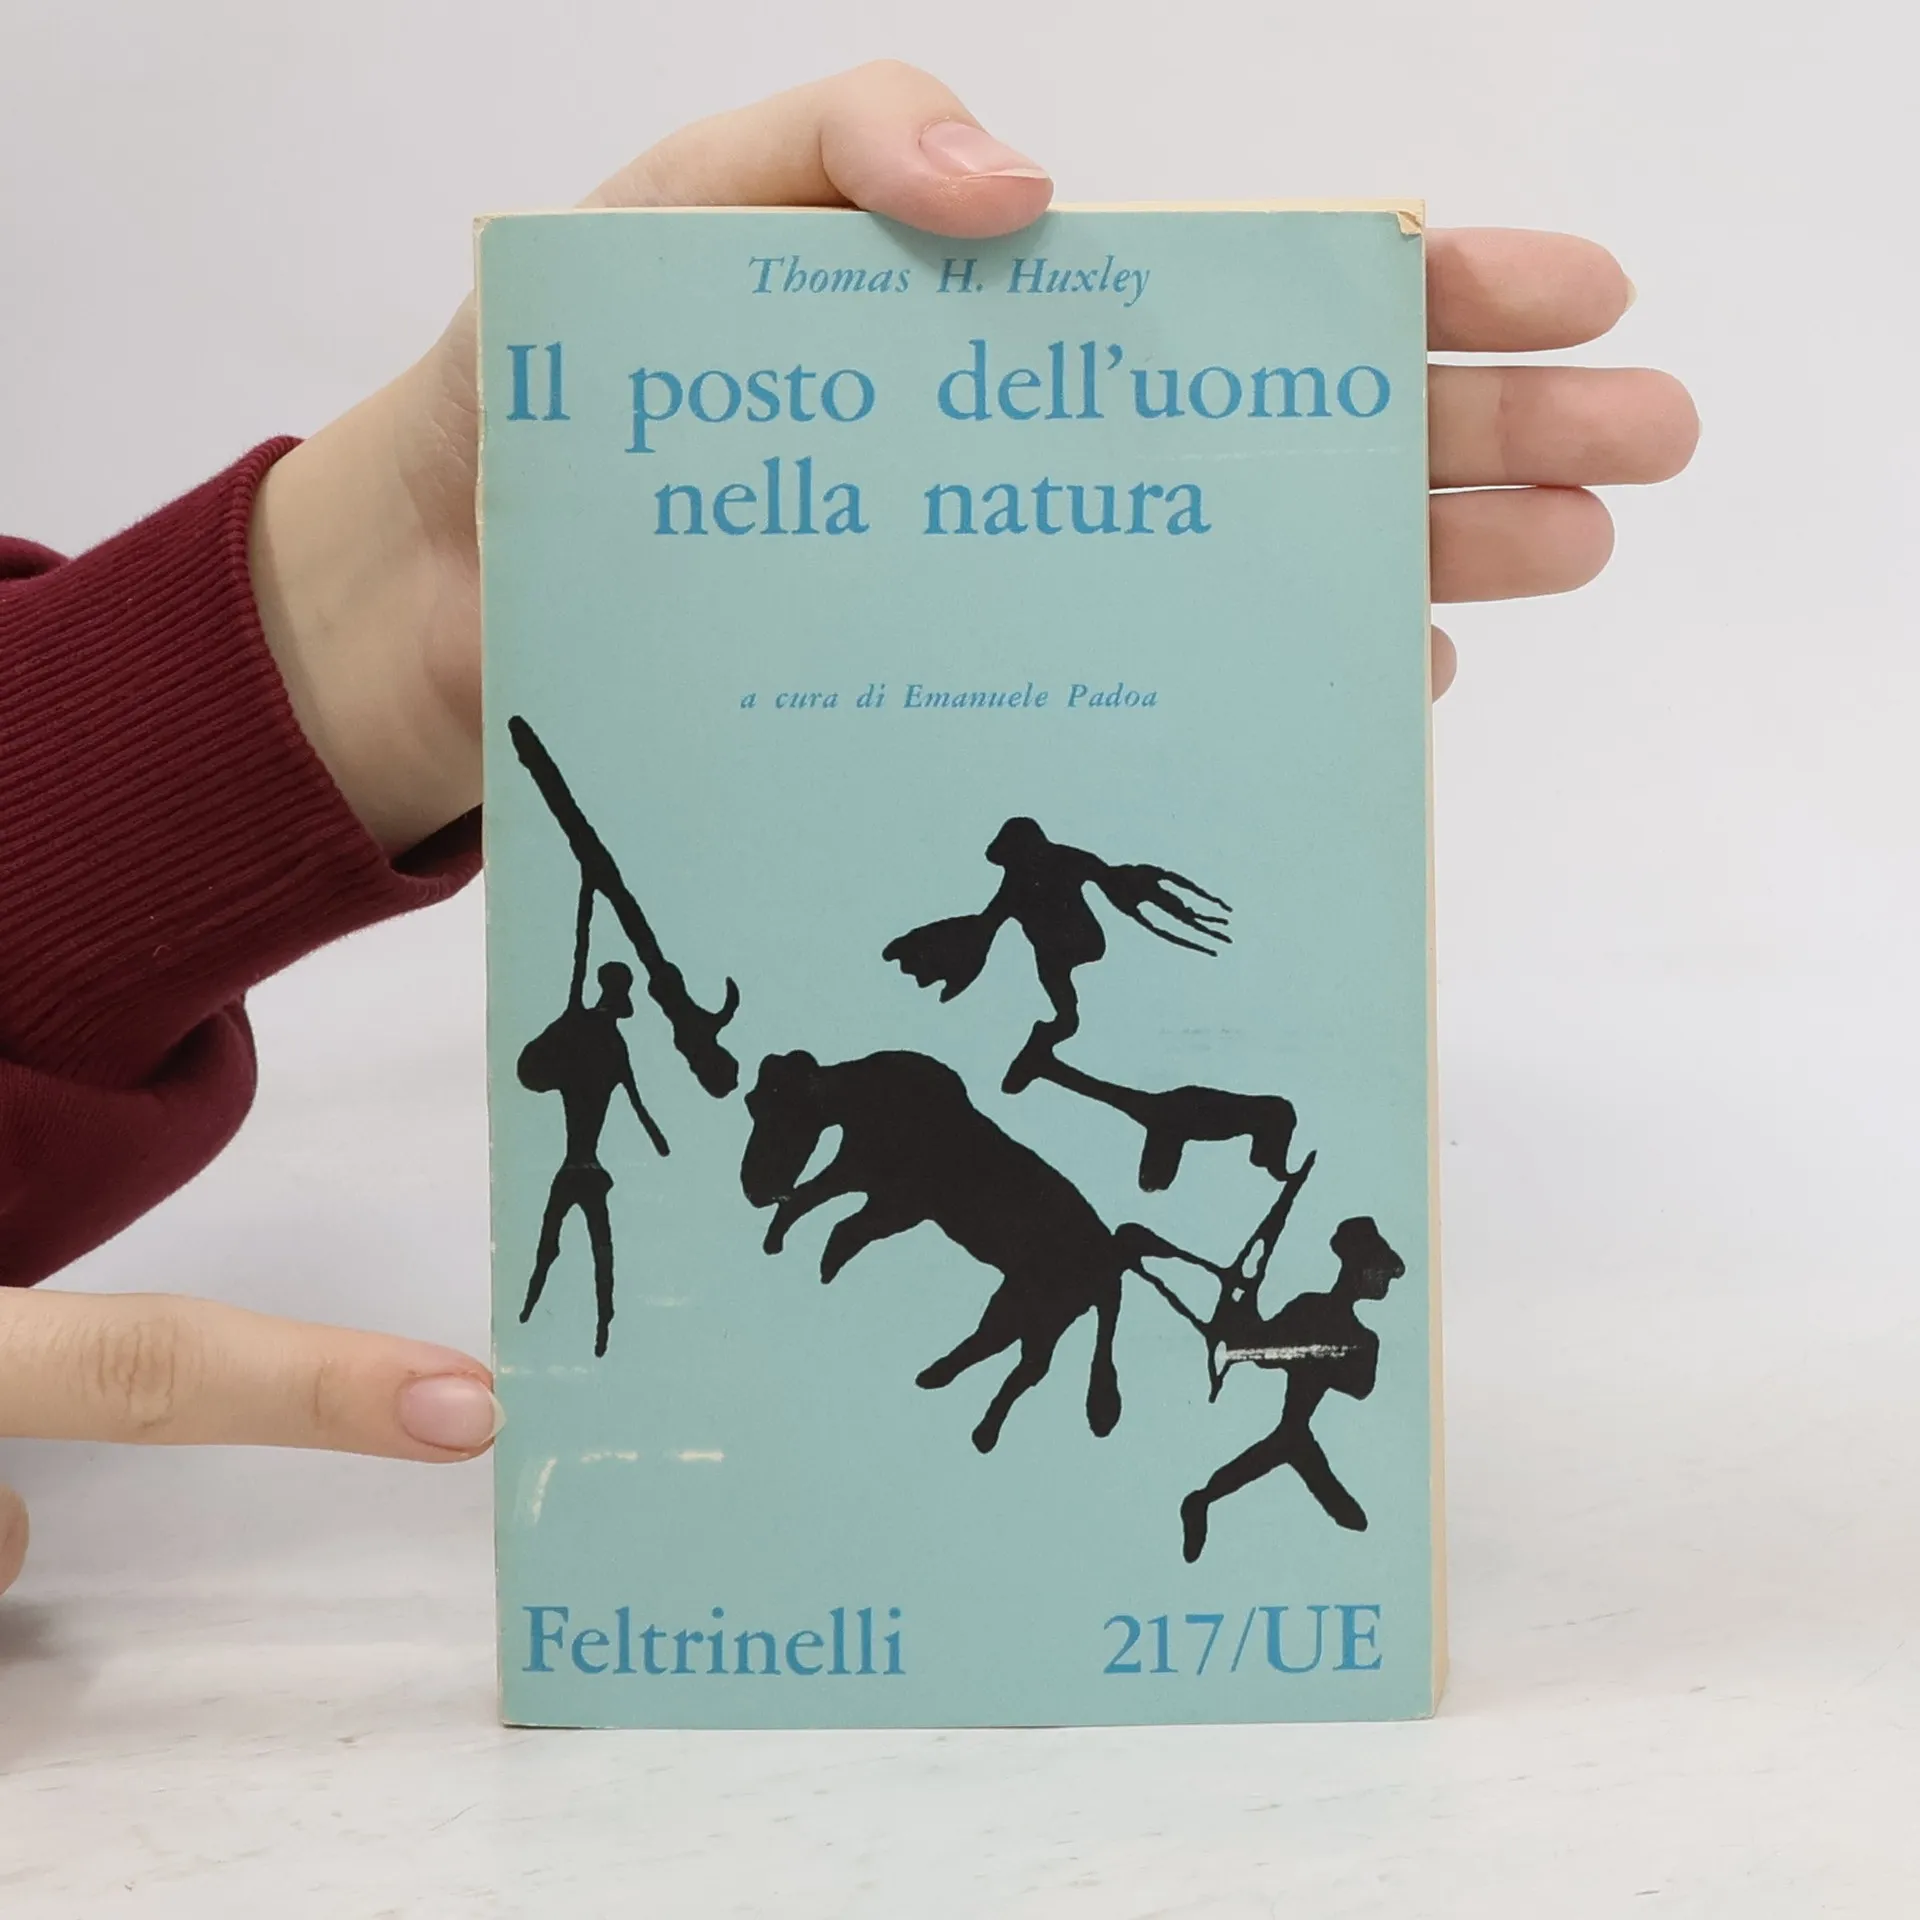 Thomas H. Huxley
Il posto dell'uomo
nella natura
a cura di Emanuele Padoa
Feltrinelli 217/UE